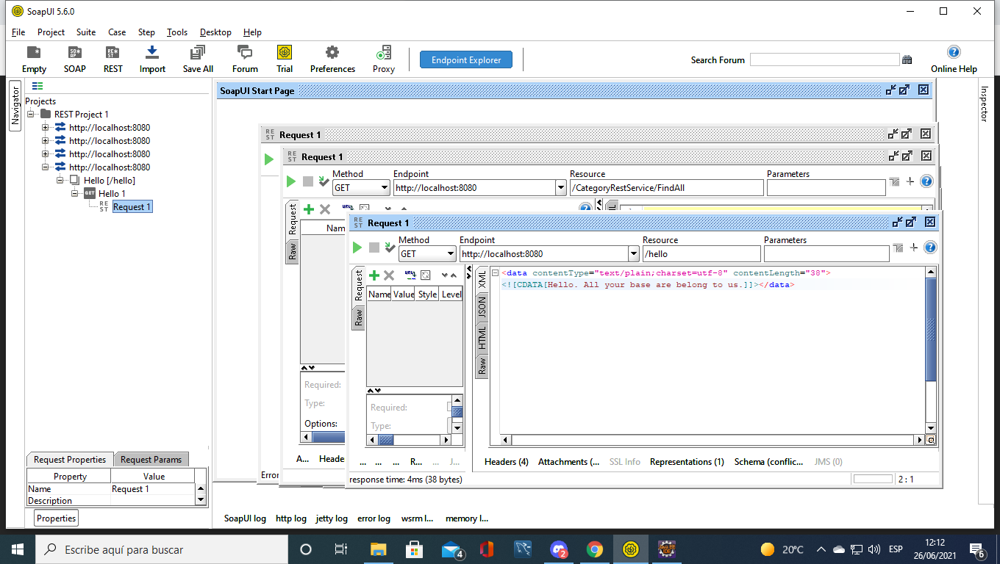 SoapUI 5.6.0
File Project Suite Case Step Tools Desktop Help
Empty SOAP REST Import Save All Forum Trial Preferences Proxy Endpoint Explorer Search Forum Online Help
Navigator
Inspector
Projects
REST Project 1
http://localhost:8080
http://localhost:8080
http://localhost:8080
http://localhost:8080
Hello [/hello]
Hello 1
Request 1
SoapUI Start Page
Request 1
Request 1
Method Endpoint Resource Parameters
GET http://localhost:8080 /CategoryRestService/FindAll
Request
Raw
Nam
Required:
Type:
Options:
A... Heade
Error
Request 1
Method Endpoint Resource Parameters
GET http://localhost:8080 /hello
Request
Raw
Name Value Style Level
Required:
Type:
XML
JSON
HTML
Raw
<data contentType="text/plain;charset=utf-8" contentLength="38">
<![CDATA[Hello. All your base are belong to us.]]></data>
... ... ... R... ... J...
Headers (4) Attachments (... SSL Info Representations (1) Schema (conflic... JMS (0)
response time: 4ms (38 bytes) 2 : 1
Request Properties Request Params
Property Value
Name Request 1
Description
Properties
SoapUI log http log jetty log error log wsrm l... memory l...
Escribe aquí para buscar
4
2
20°C
ESP
12:12
26/06/2021
6